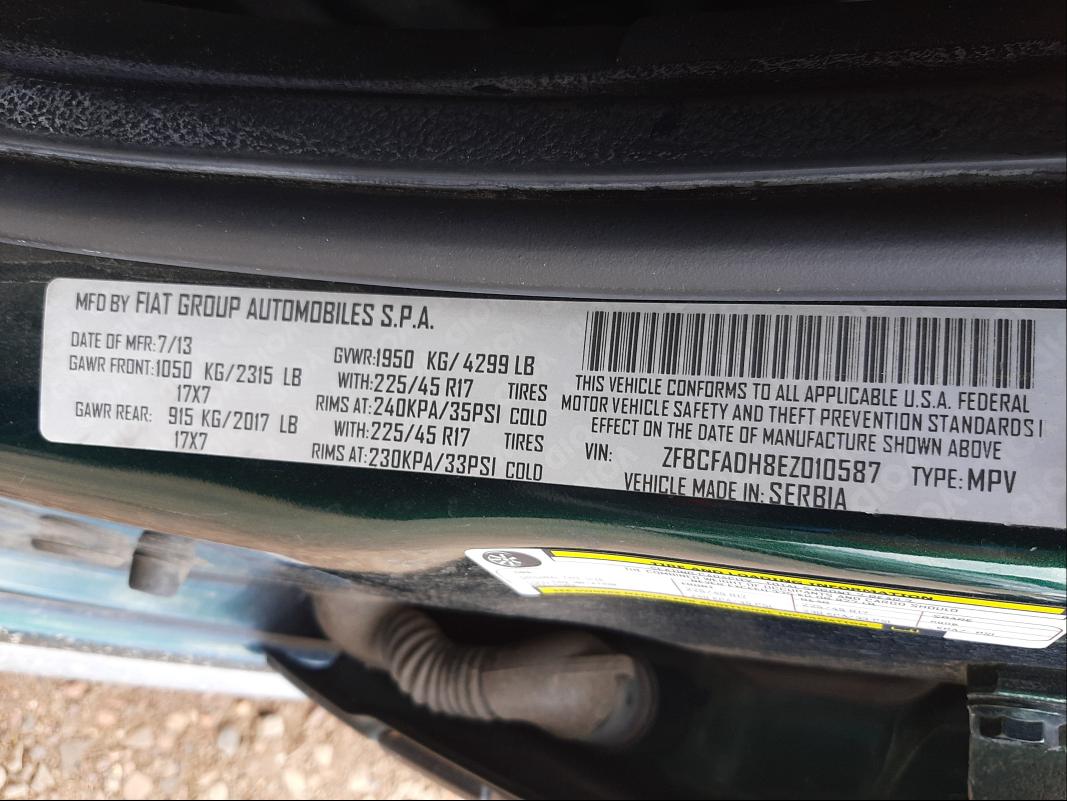 MFD BY FIAT GROUP AUTOMOBILES S.P.A.
DATE OF MFR:7/13
GVWR:1950 KG/4299 LB
GAWR FRONT:1050 KG/2315 LB
WITH:225/45 R17 TIRES
17X7
RIMS AT:240KPA/35PSI COLD
GAWR REAR: 915 KG/2017 LB
WITH:225/45 R17 TIRES
17X7
RIMS AT:230KPA/33PSI COLD
THIS VEHICLE CONFORMS TO ALL APPLICABLE U.S.A. FEDERAL
MOTOR VEHICLE SAFETY AND THEFT PREVENTION STANDARDS I
EFFECT ON THE DATE OF MANUFACTURE SHOWN ABOVE
VIN: ZFBCFADH8EZ010587 TYPE:MPV
VEHICLE MADE IN: SERBIA
TIRE AND LOADING INFORMATION